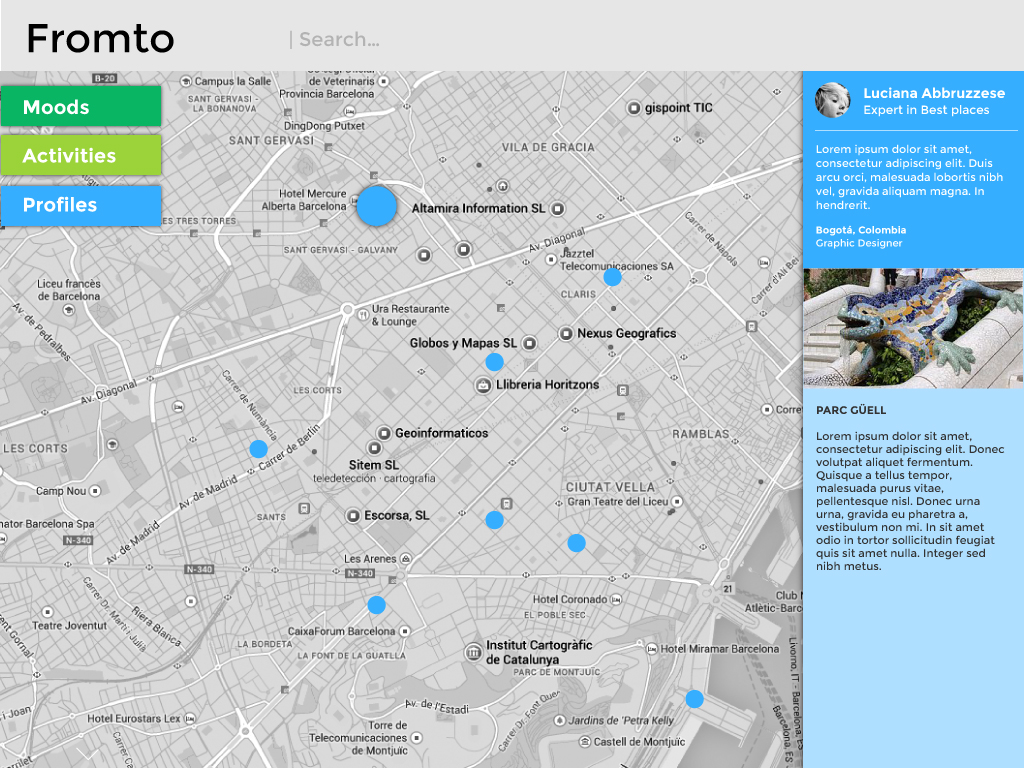 Fromto
| Search...
Moods
Activities
Profiles
B-20
Campus la Salle
de Veterinaris
Provincia Barcelona
SANT GERVASI -
LA BONANOVA
DingDong Putxet
SANT GERVASI
gispoint TIC
VILA DE GRACIA
Hotel Mercure
Alberta Barcelona
Altamira Information SL
LES TRES TORRES
SANT GERVASI - GALVANY
Av. Diagonal
Carrer de Nàpols
Jazztel
Telecomunicaciones SA
CLARIS
Liceu francès
de Barcelona
Av. de Pedralbes
Ura Restaurante
& Lounge
Nexus Geografics
Globos y Mapas SL
Llibreria Horitzons
LES CORTS
Av. Diagonal
Carrer de Numància
Carrer de Berlín
Geoinformaticos
RAMBLAS
LES CORTS
Sitem SL
teledetección · cartografia
Camp Nou
Av. de Madrid
CIUTAT VELLA
Gran Teatre del Liceu
SANTS
Escorsa, SL
nator Barcelona Spa
N-340
Av. de Madrid
Les Arenes
N-340
N-340
21
Hotel Coronado
EL POBLE SEC
Club
Atlètic-Barc
Teatre Joventut
Riera Blanca
CaixaForum Barcelona
LA BORDETA
LA FONT DE LA GUATLLA
Institut Cartogràfic
de Catalunya
PARC DE MONTJUÏC
Hotel Miramar Barcelona
Av. de l'Estadi
Carrer Dr. Font Quer
Hotel Eurostars Lex
Torre de
Telecomunicaciones
de Montjuïc
Jardins de 'Petra Kelly
Castell de Montjuïc
Luciana Abbruzzese
Expert in Best places
Lorem ipsum dolor sit amet,
consectetur adipiscing elit. Duis
arcu orci, malesuada lobortis nibh
vel, gravida aliquam magna. In
hendrerit.
Bogotá, Colombia
Graphic Designer
PARC GÜELL
Lorem ipsum dolor sit amet,
consectetur adipiscing elit. Donec
volutpat aliquet fermentum.
Quisque a tellus tempor,
malesuada purus vitae,
pellentesque nisl. Donec urna
urna, gravida eu pharetra a,
vestibulum non mi. In sit amet
odio in tortor sollicitudin feugiat
quis sit amet nulla. Integer sed
nibh metus.